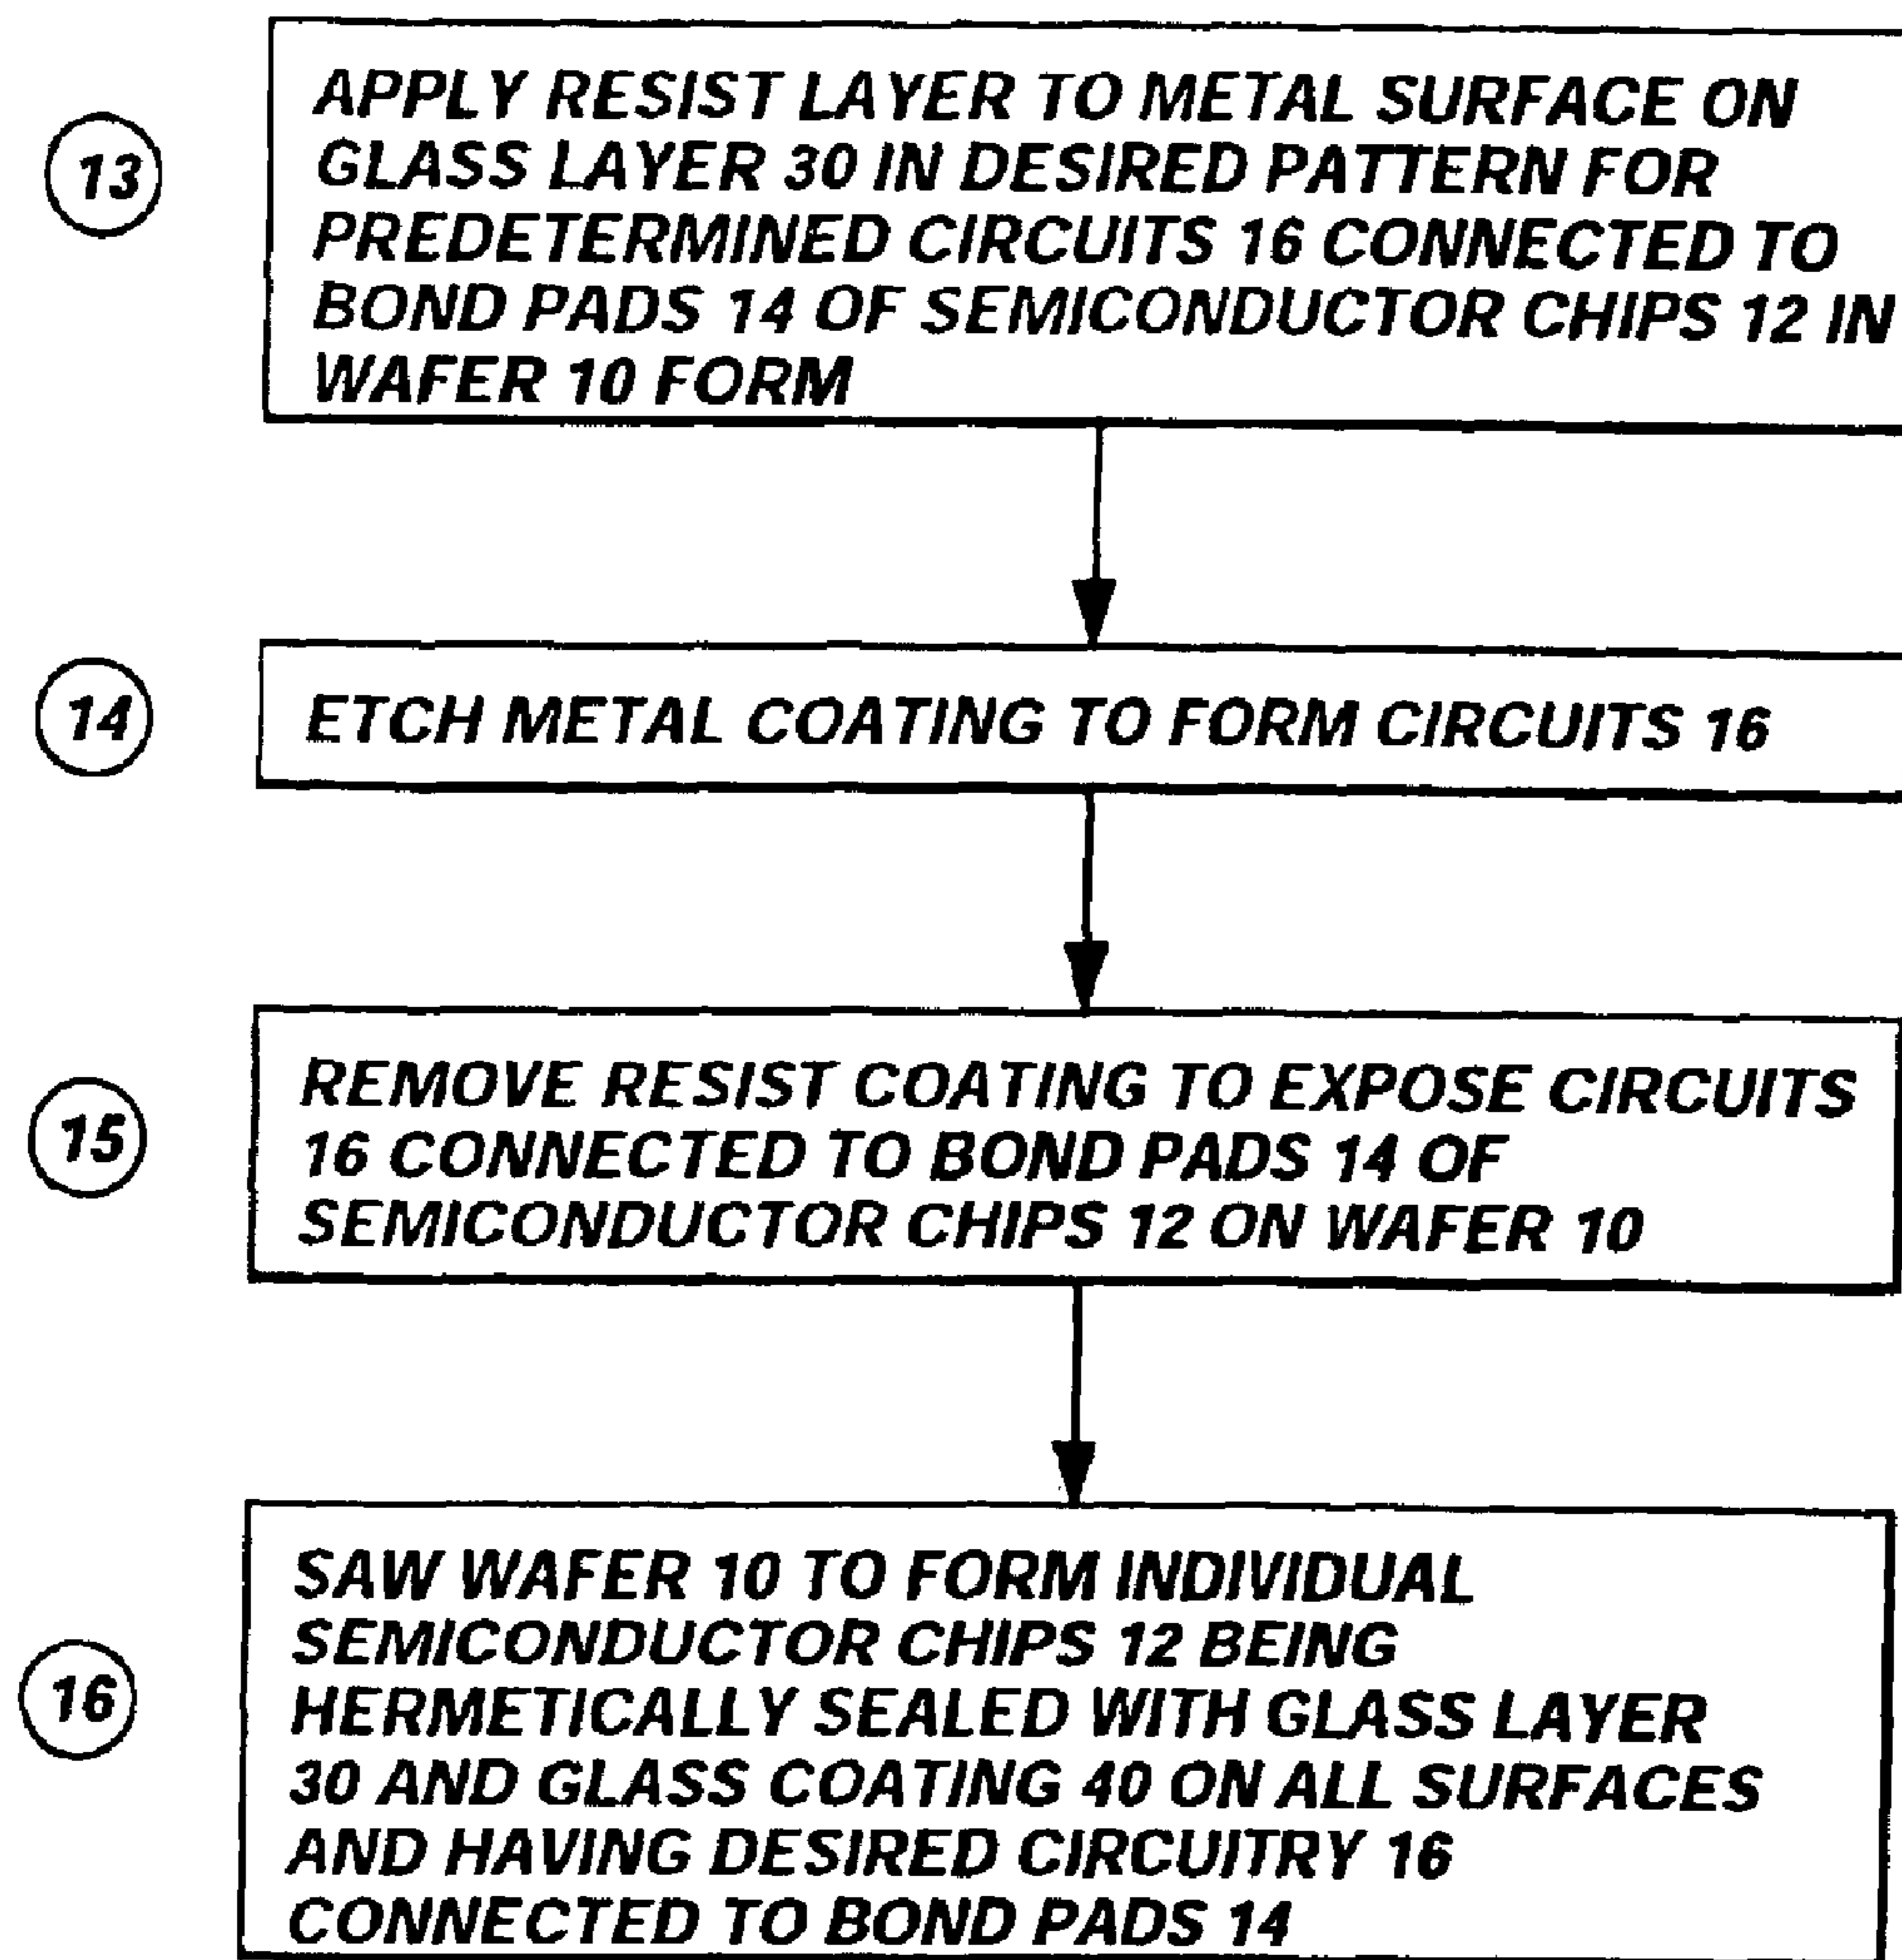 13
APPLY RESIST LAYER TO METAL SURFACE ON
GLASS LAYER 30 IN DESIRED PATTERN FOR
PREDETERMINED CIRCUITS 16 CONNECTED TO
BOND PADS 14 OF SEMICONDUCTOR CHIPS 12 IN
WAFER 10 FORM
14
ETCH METAL COATING TO FORM CIRCUITS 16
15
REMOVE RESIST COATING TO EXPOSE CIRCUITS
16 CONNECTED TO BOND PADS 14 OF
SEMICONDUCTOR CHIPS 12 ON WAFER 10
16
SAW WAFER 10 TO FORM INDIVIDUAL
SEMICONDUCTOR CHIPS 12 BEING
HERMETICALLY SEALED WITH GLASS LAYER
30 AND GLASS COATING 40 ON ALL SURFACES
AND HAVING DESIRED CIRCUITRY 16
CONNECTED TO BOND PADS 14